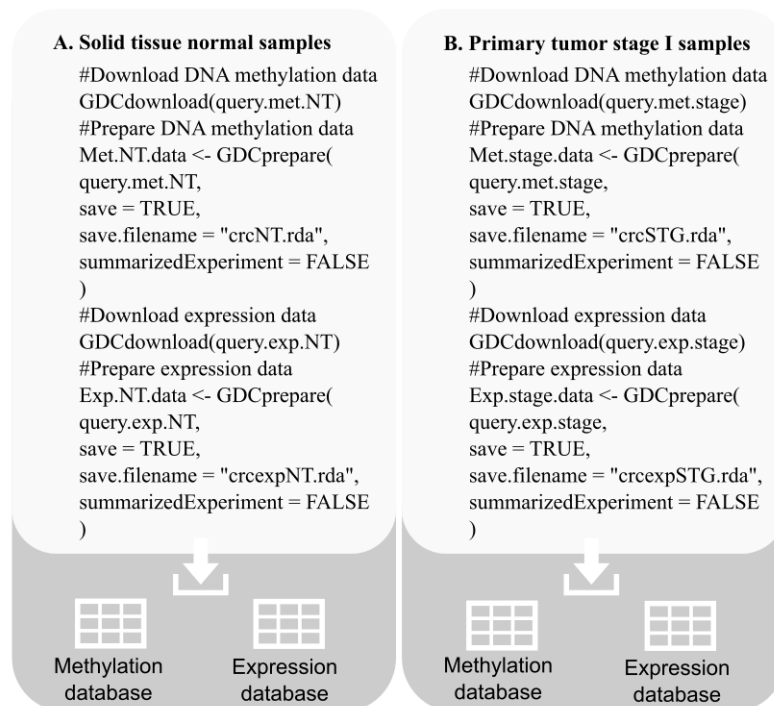 A. Solid tissue normal samples
#Download DNA methylation data
GDCdownload(query.met.NT)
#Prepare DNA methylation data
Met.NT.data <- GDCprepare(
query.met.NT,
save = TRUE,
save.filename = "crcNT.rda",
summarizedExperiment = FALSE
)
#Download expression data
GDCdownload(query.exp.NT)
#Prepare expression data
Exp.NT.data <- GDCprepare(
query.exp.NT,
save = TRUE,
save.filename = "crcexpNT.rda",
summarizedExperiment = FALSE
)
Methylation
database
Expression
database
B. Primary tumor stage I samples
#Download DNA methylation data
GDCdownload(query.met.stage)
#Prepare DNA methylation data
Met.stage.data <- GDCprepare(
query.met.stage,
save = TRUE,
save.filename = "crcSTG.rda",
summarizedExperiment = FALSE
)
#Download expression data
GDCdownload(query.exp.stage)
#Prepare expression data
Exp.stage.data <- GDCprepare(
query.exp.stage,
save = TRUE,
save.filename = "crcexpSTG.rda",
summarizedExperiment = FALSE
)
Methylation
database
Expression
database